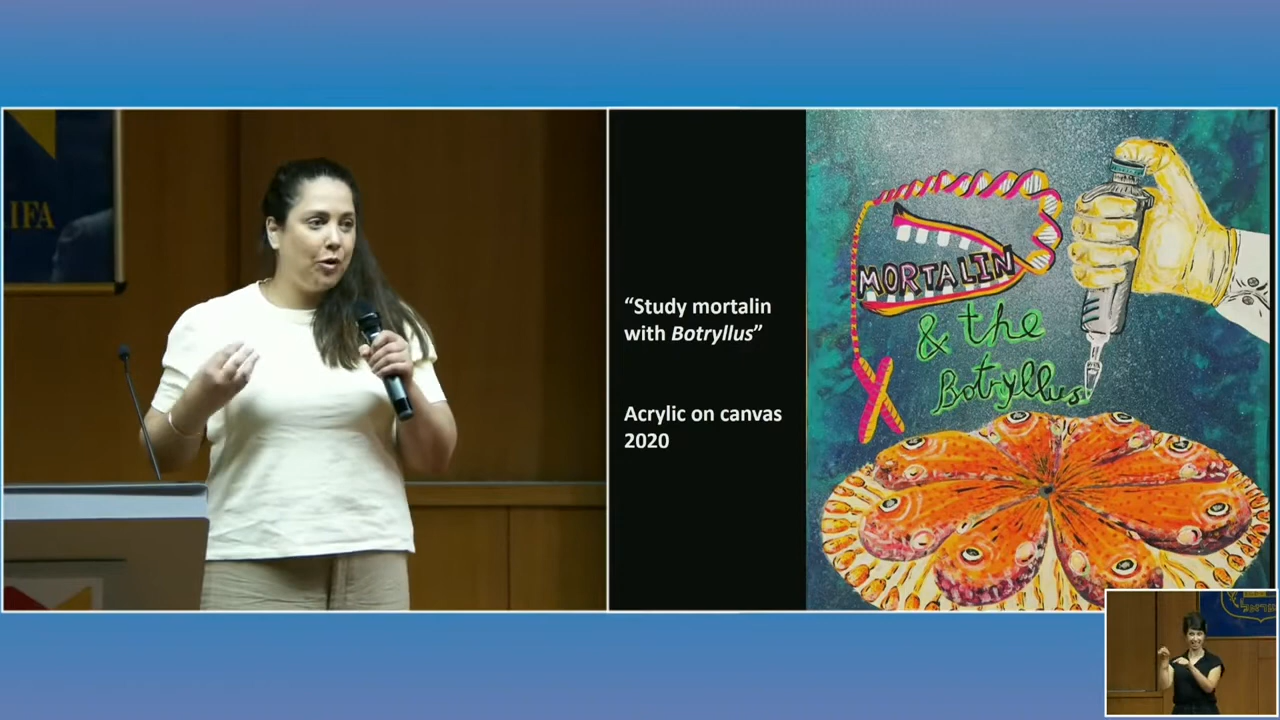 IFA
“Study mortalin
with Botryllus”
Acrylic on canvas
2020
MORTALIN
& the
Botryllus